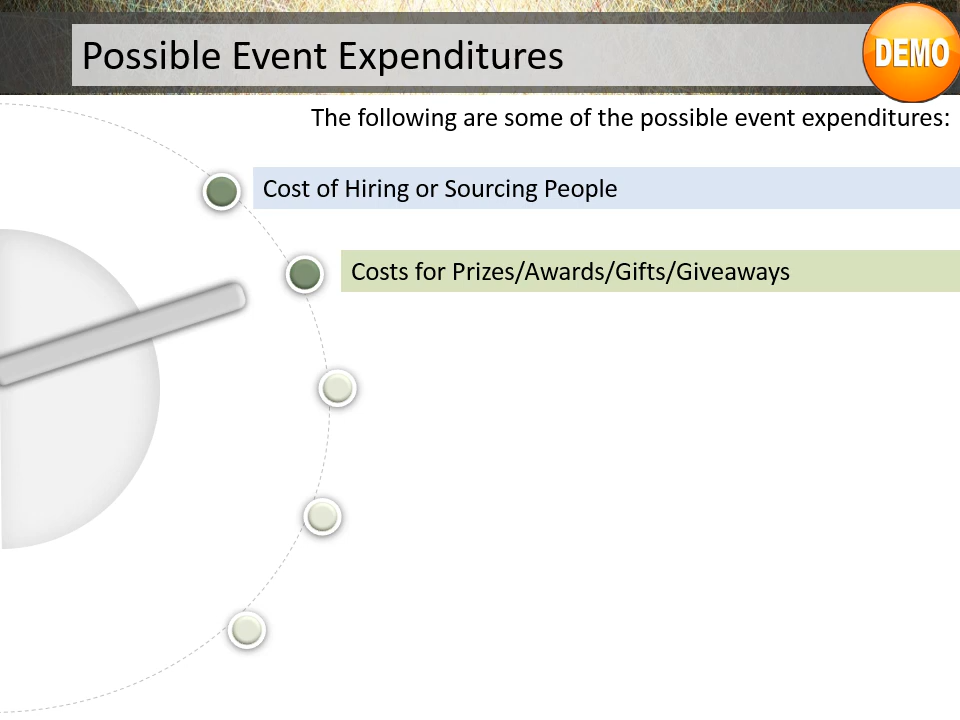 Possible Event Expenditures
DEMO
The following are some of the possible event expenditures:
Cost of Hiring or Sourcing People
Costs for Prizes/Awards/Gifts/Giveaways